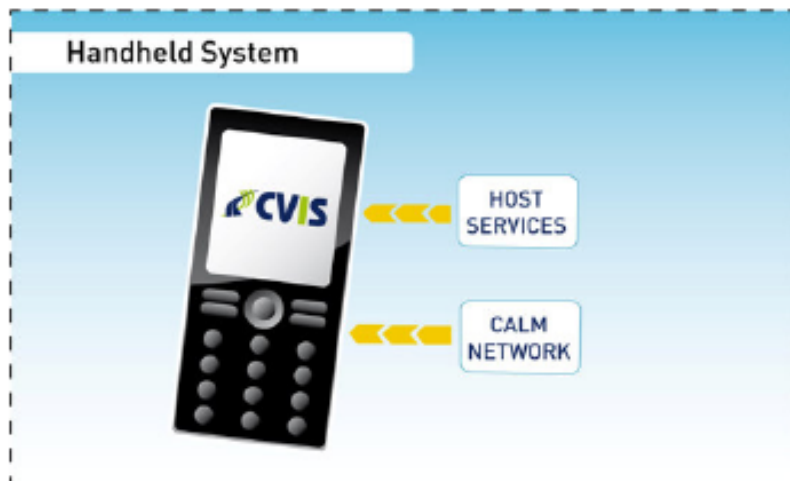 Handheld System
CVIS
HOST
SERVICES
CALM
NETWORK